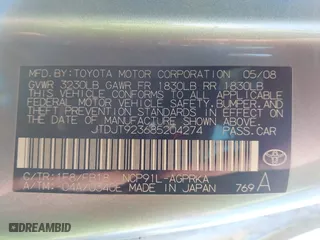 MFD. BY: TOYOTA MOTOR CORPORATION 05/08
GVWR 3230LB GAWR FR 1830LB RR 1830LB
THIS VEHICLE CONFORMS TO ALL APPLICABLE
FEDERAL MOTOR VEHICLE SAFETY, BUMPER, AND
THEFT PREVENTION STANDARDS IN EFFECT ON
THE DATE OF MANUFACTURE SHOWN ABOVE.
JTDJT923685204274 PASS.CAR
C/TR: NCP91L-AGPRKA
A/TM: MADE IN JAPAN 769 A